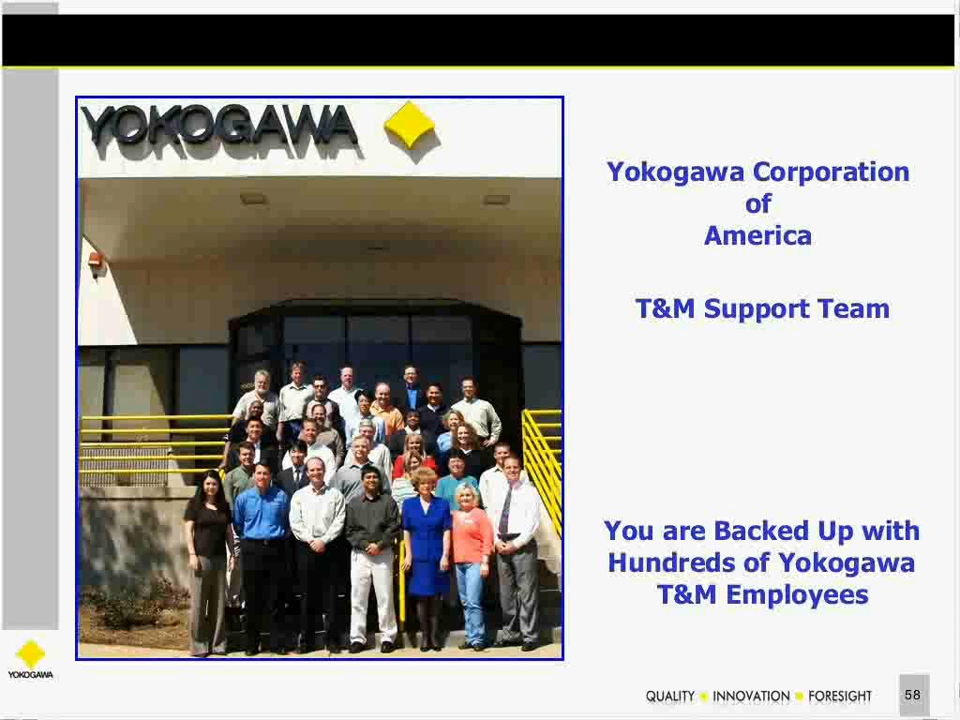 YOKOGAWA
Yokogawa Corporation
of
America
T&M Support Team
You are Backed Up with
Hundreds of Yokogawa
T&M Employees
YOKOGAWA
QUALITY INNOVATION FORESIGHT
58